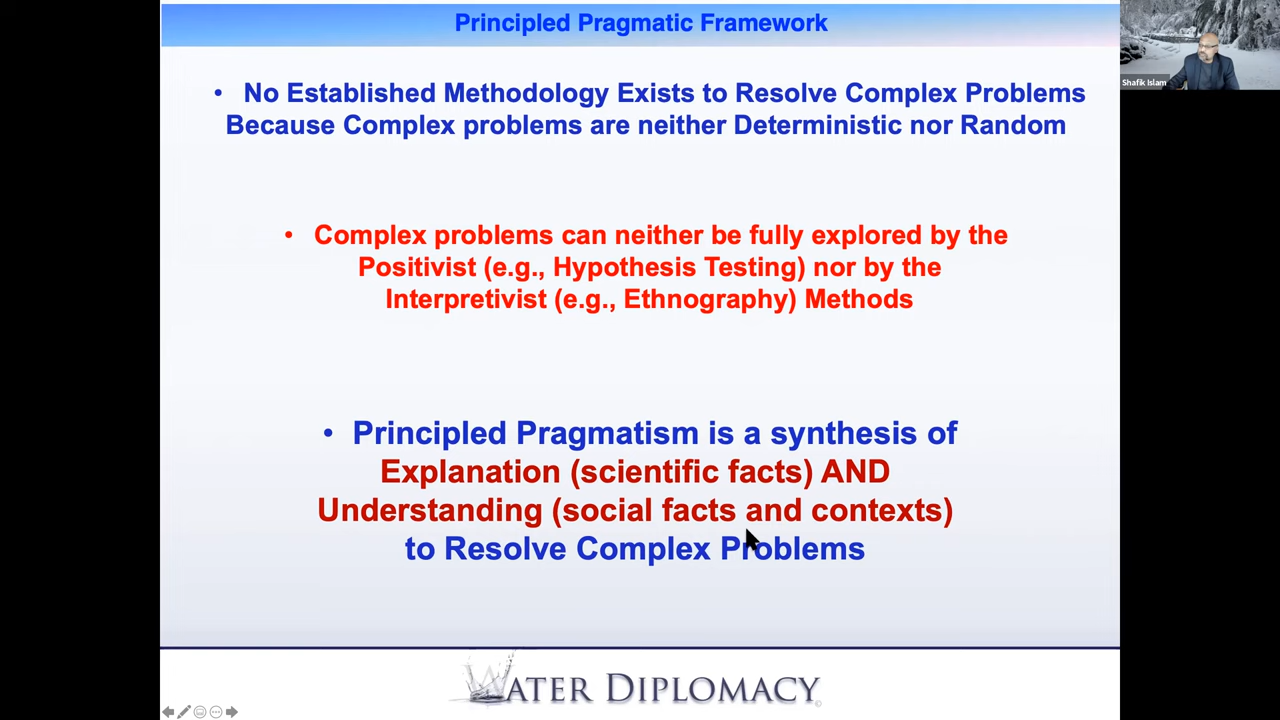 Principled Pragmatic Framework
Shafik Islam
• No Established Methodology Exists to Resolve Complex Problems
Because Complex problems are neither Deterministic nor Random
• Complex problems can neither be fully explored by the
Positivist (e.g., Hypothesis Testing) nor by the
Interpretivist (e.g., Ethnography) Methods
• Principled Pragmatism is a synthesis of
Explanation (scientific facts) AND
Understanding (social facts and contexts)
to Resolve Complex Problems
WATER DIPLOMACY©